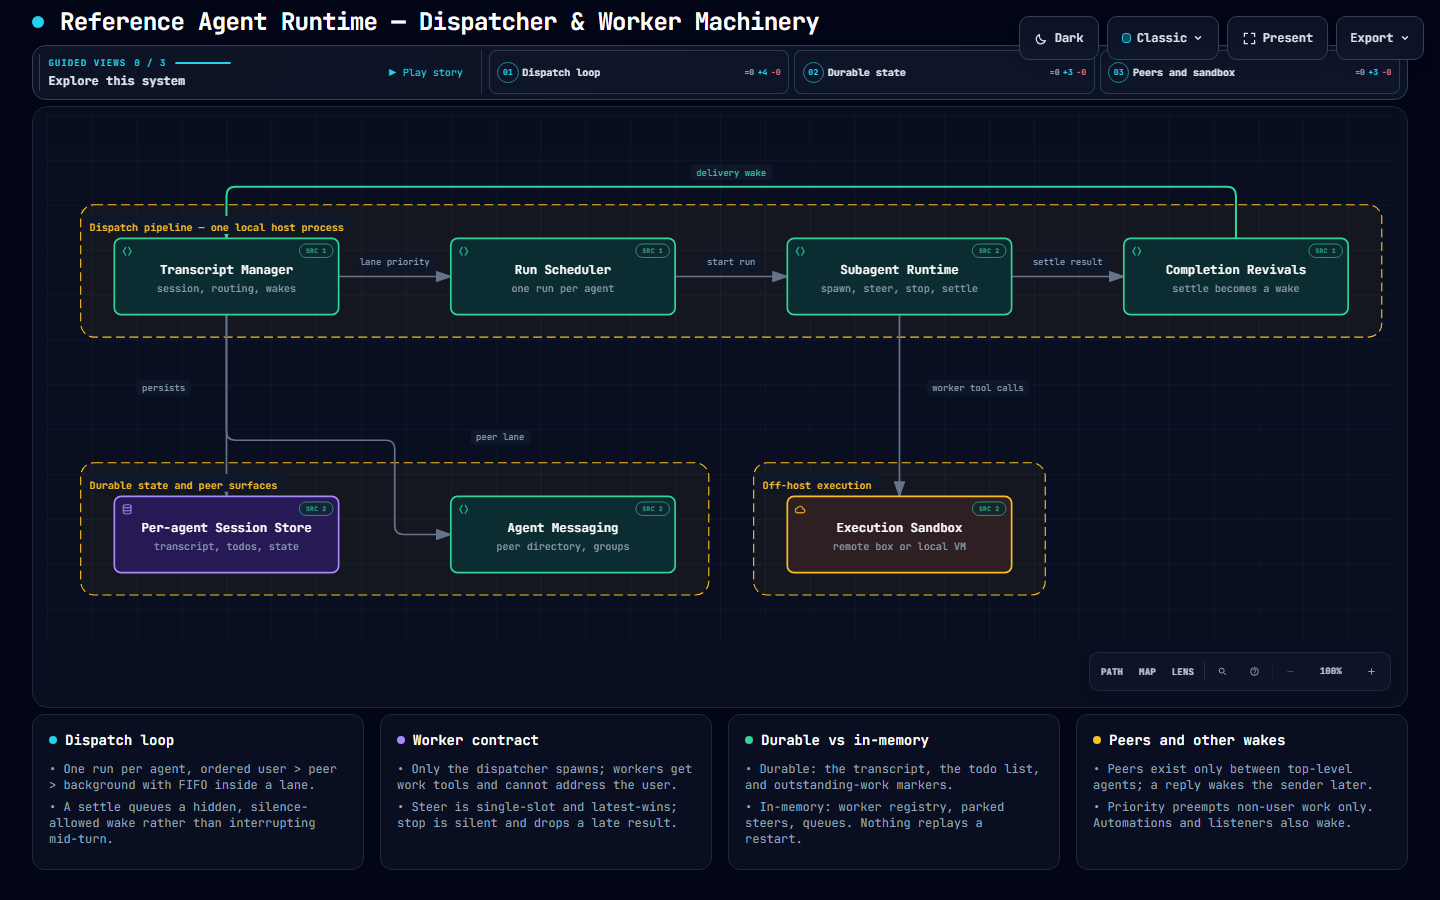 Reference Agent Runtime — Dispatcher & Worker Machinery
Dark
Classic
Present
Export
GUIDED VIEWS 0 / 3
Explore this system
Play story
01 Dispatch loop =0 +4 -0
02 Durable state =0 +3 -0
03 Peers and sandbox =0 +3 -0
delivery wake
Dispatch pipeline — one local host process
SRC 1
Transcript Manager
session, routing, wakes
lane priority
SRC 1
Run Scheduler
one run per agent
start run
SRC 3
Subagent Runtime
spawn, steer, stop, settle
settle result
SRC 1
Completion Revivals
settle becomes a wake
persists
worker tool calls
peer lane
Durable state and peer surfaces
SRC 3
Per-agent Session Store
transcript, todos, state
SRC 2
Agent Messaging
peer directory, groups
Off-host execution
SRC 2
Execution Sandbox
remote box or local VM
PATH MAP LENS 100%
Dispatch loop
• One run per agent, ordered user > peer
> background with FIFO inside a lane.
• A settle queues a hidden, silence-
allowed wake rather than interrupting
mid-turn.
Worker contract
• Only the dispatcher spawns; workers get
work tools and cannot address the user.
• Steer is single-slot and latest-wins;
stop is silent and drops a late result.
Durable vs in-memory
• Durable: the transcript, the todo list,
and outstanding-work markers.
• In-memory: worker registry, parked
steers, queues. Nothing replays a
restart.
Peers and other wakes
• Peers exist only between top-level
agents; a reply wakes the sender later.
• Priority preempts non-user work only.
Automations and listeners also wake.